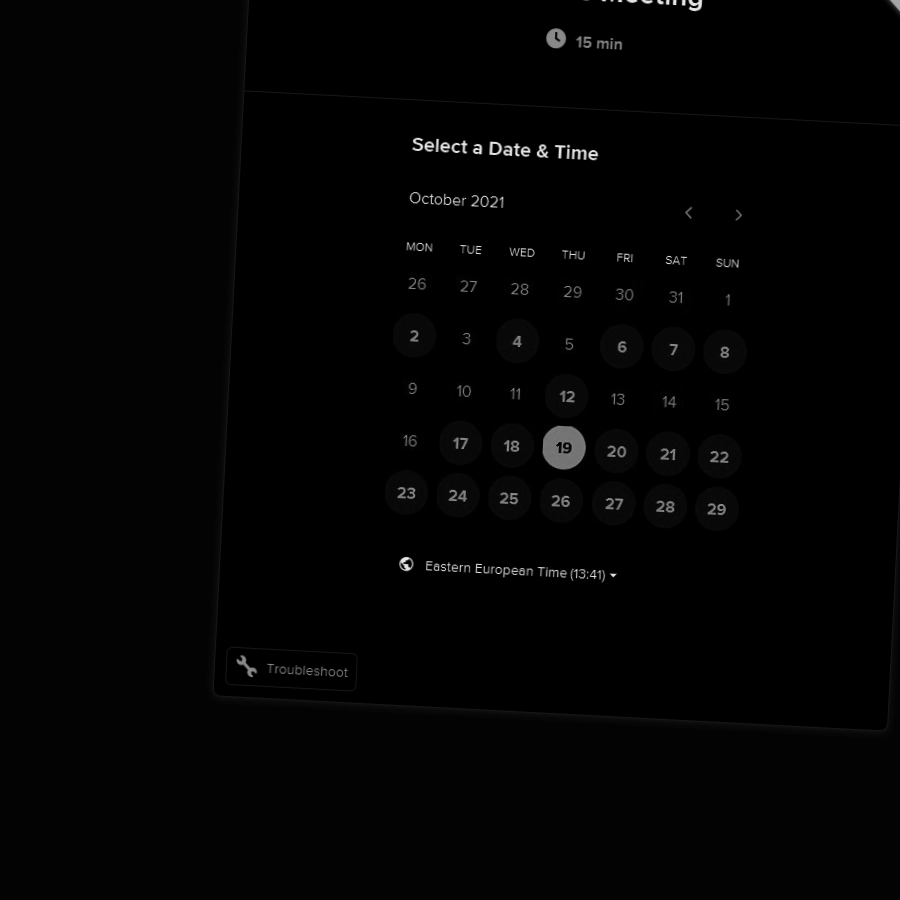 Meeting
15 min
Select a Date & Time
October 2021
MON TUE WED THU FRI SAT SUN
26 27 28 29 30 31 1
2 3 4 5 6 7 8
9 10 11 12 13 14 15
16 17 18 19 20 21 22
23 24 25 26 27 28 29
Eastern European Time (13:41)
Troubleshoot